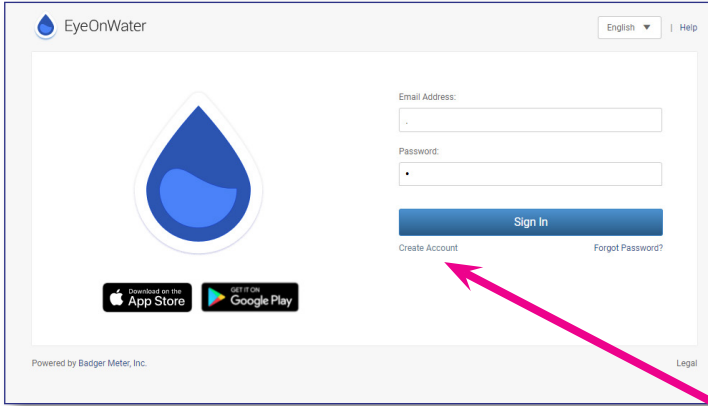 EyeOnWater
English
| Help
Email Address:
.
Password:
•
Sign In
Create Account
Forgot Password?
Download on the
App Store
GET IT ON
Google Play
Powered by Badger Meter, Inc.
Legal